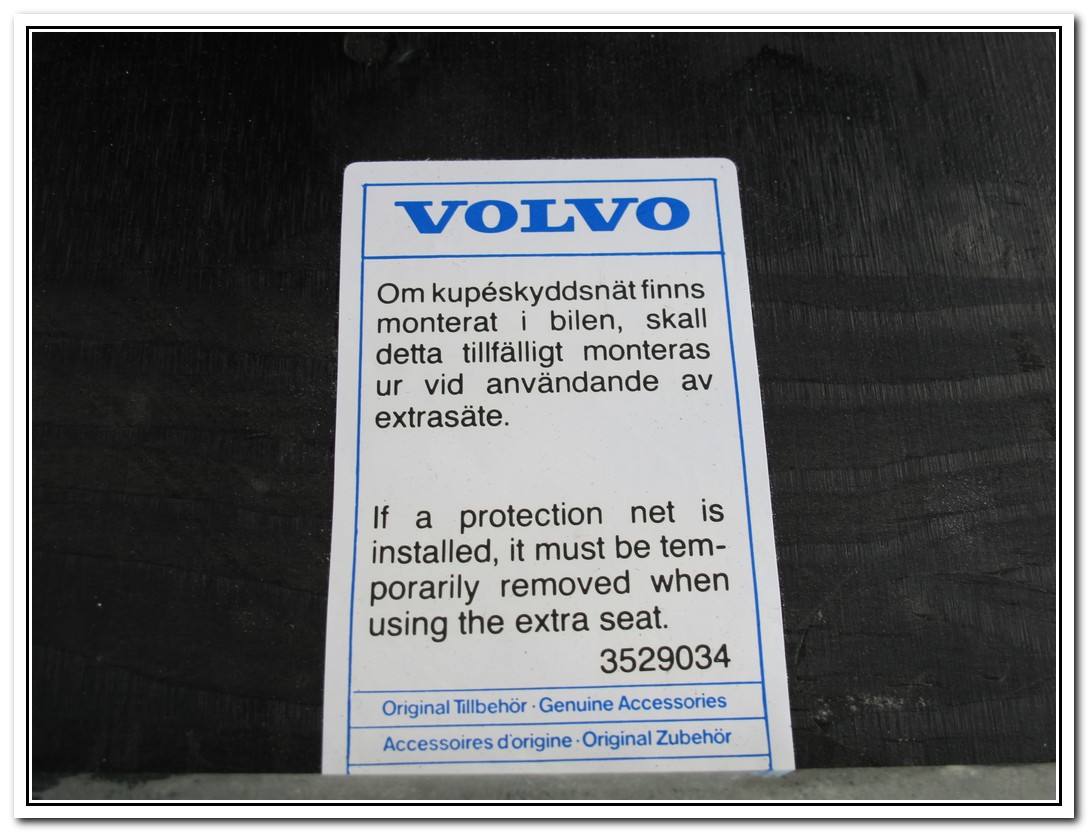 VOLVO
Om kupéskyddsnät finns
monterat i bilen, skall
detta tillfälligt monteras
ur vid användande av
extrasäte.
If a protection net is
installed, it must be tem-
porarily removed when
using the extra seat.
3529034
Original Tillbehör · Genuine Accessories
Accessoires d'origine · Original Zubehör